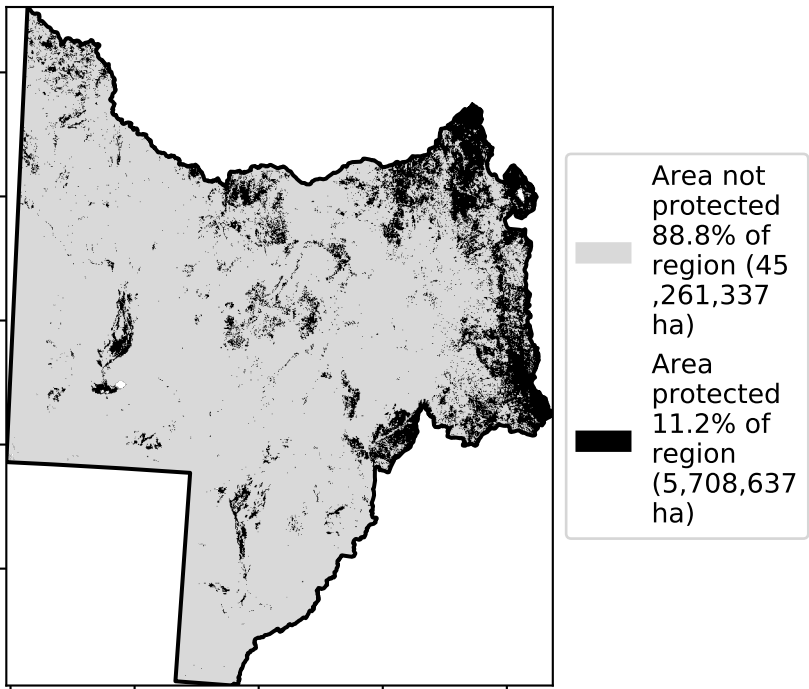 Area not
protected
88.8% of
region (45
,261,337
ha)
Area
protected
11.2% of
region
(5,708,637
ha)